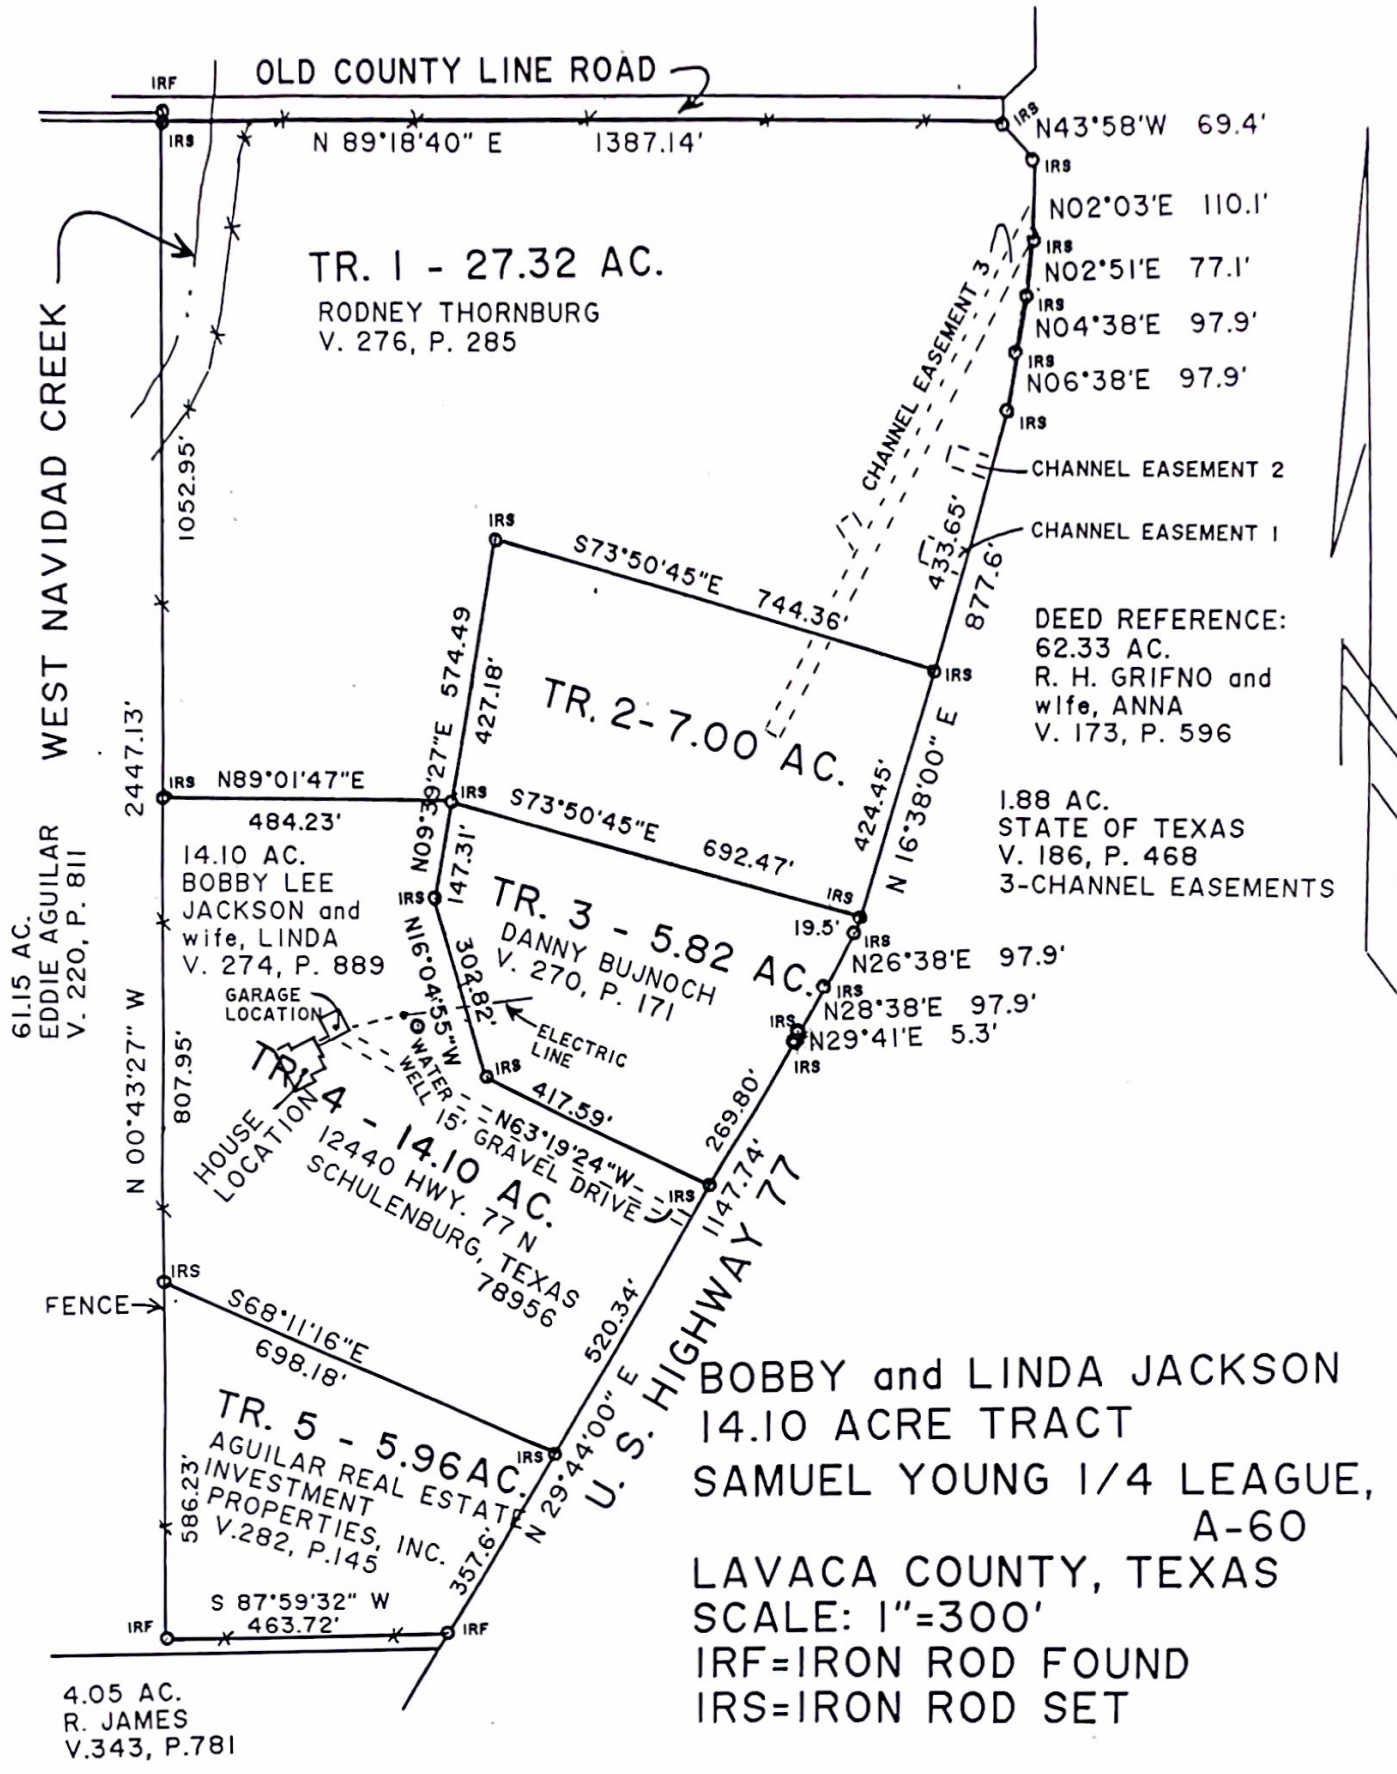 OLD COUNTY LINE ROAD
IRF
IRS
N 89°18'40" E 1387.14'
IRS
N43°58'W 69.4'
IRS
N02°03'E 110.1'
IRS
N02°51'E 77.1'
IRS
N04°38'E 97.9'
IRS
N06°38'E 97.9'
IRS
WEST NAVIDAD CREEK
TR. 1 - 27.32 AC.
RODNEY THORNBURG
V. 276, P. 285
CHANNEL EASEMENT 3
CHANNEL EASEMENT 2
CHANNEL EASEMENT 1
1052.95'
433.65'
877.6'
IRS
S73°50'45"E 744.36'
IRS
DEED REFERENCE:
62.33 AC.
R. H. GRIFNO and
wife, ANNA
V. 173, P. 596
N09°39'27"E 574.49
427.18'
TR. 2-7.00 AC.
424.45'
N 16°38'00" E
2447.13'
IRS
N89°01'47"E
484.23'
IRS
S73°50'45"E 692.47'
IRS
1.88 AC.
STATE OF TEXAS
V. 186, P. 468
3-CHANNEL EASEMENTS
61.15 AC.
EDDIE AGUILAR
V. 220, P. 811
14.10 AC.
BOBBY LEE
JACKSON and
wife, LINDA
V. 274, P. 889
147.31'
IRS
TR. 3 - 5.82 AC.
DANNY BUJNOCH
V. 270, P. 171
19.5'
IRS
N26°38'E 97.9'
IRS
N28°38'E 97.9'
IRS
N29°41'E 5.3'
IRS
N16°04'55"W
302.82'
GARAGE
LOCATION
ELECTRIC
LINE
WATER
WELL
IRS
417.59'
N63°19'24"W
15' GRAVEL DRIVE
IRS
269.80'
1147.74'
N 00°43'27" W
807.95'
HOUSE
LOCATION
TR. 4 - 14.10 AC.
12440 HWY. 77 N
SCHULENBURG, TEXAS
78956
520.34'
U. S. HIGHWAY 77
IRS
FENCE
S68°11'16"E
698.18'
IRS
N 29°44'00" E
TR. 5 - 5.96 AC.
AGUILAR REAL ESTATE
INVESTMENT
PROPERTIES, INC.
V.282, P.145
586.23'
357.6'
S 87°59'32" W
463.72'
IRF
IRF
4.05 AC.
R. JAMES
V.343, P.781
BOBBY and LINDA JACKSON
14.10 ACRE TRACT
SAMUEL YOUNG 1/4 LEAGUE,
A-60
LAVACA COUNTY, TEXAS
SCALE: 1"=300'
IRF=IRON ROD FOUND
IRS=IRON ROD SET